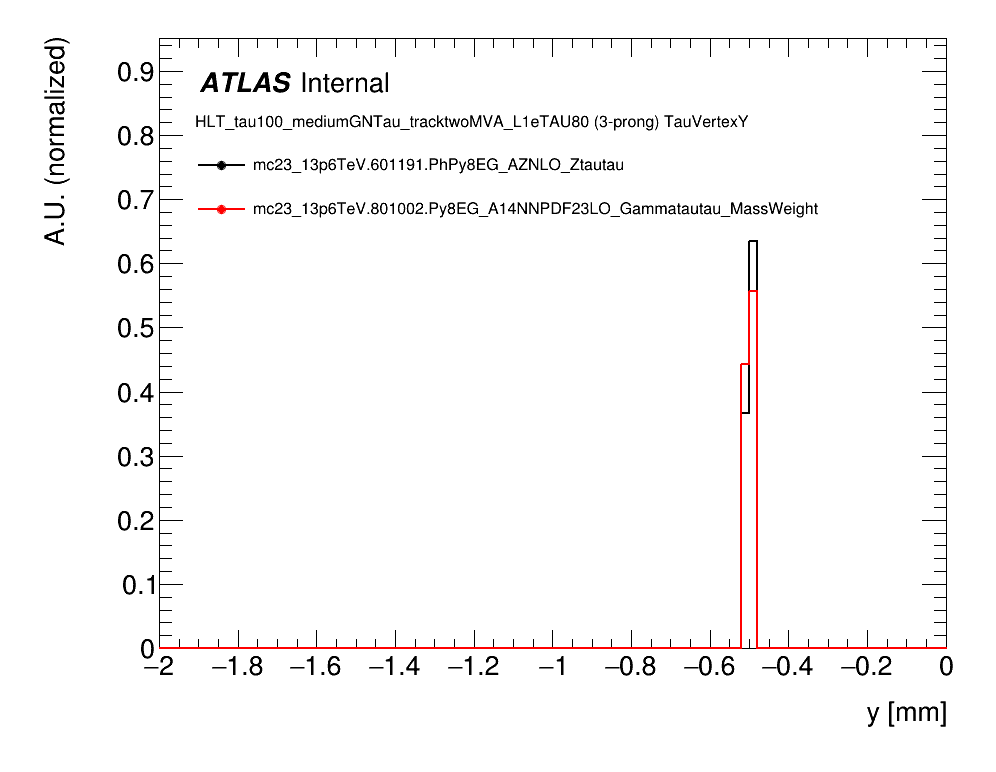 A.U. (normalized)
0.9
0.8
0.7
0.6
0.5
0.4
0.3
0.2
0.1
0
ATLAS Internal
HLT_tau100_mediumGNTau_tracktwoMVA_L1eTAU80 (3-prong) TauVertexY
mc23_13p6TeV.601191.PhPy8EG_AZNLO_Ztautau
mc23_13p6TeV.801002.Py8EG_A14NNPDF23LO_Gammatautau_MassWeight
−2 −1.8 −1.6 −1.4 −1.2 −1 −0.8 −0.6 −0.4 −0.2 0
y [mm]